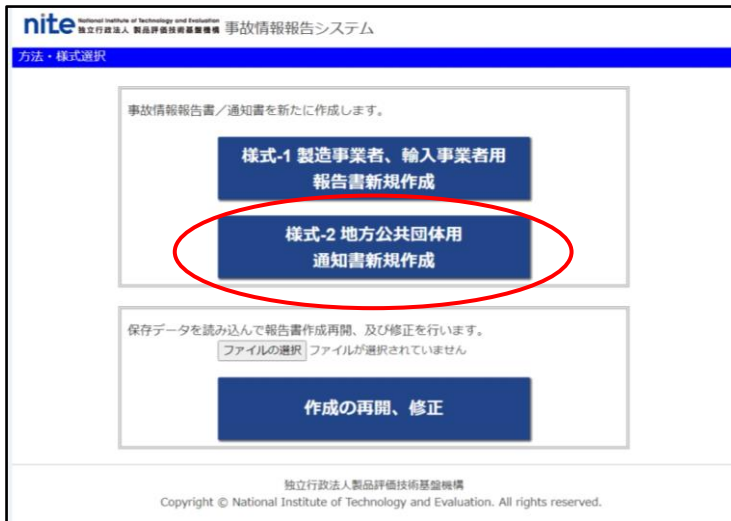 nite National Institute of Technology and Evaluation
独立行政法人 製品評価技術基盤機構 事故情報報告システム
方法・様式選択
事故情報報告書／通知書を新たに作成します。
様式-1 製造事業者、輸入事業者用
報告書新規作成
様式-2 地方公共団体用
通知書新規作成
保存データを読み込んで報告書作成再開、及び修正を行います。
ファイルの選択 ファイルが選択されていません
作成の再開、修正
独立行政法人製品評価技術基盤機構
Copyright © National Institute of Technology and Evaluation. All rights reserved.